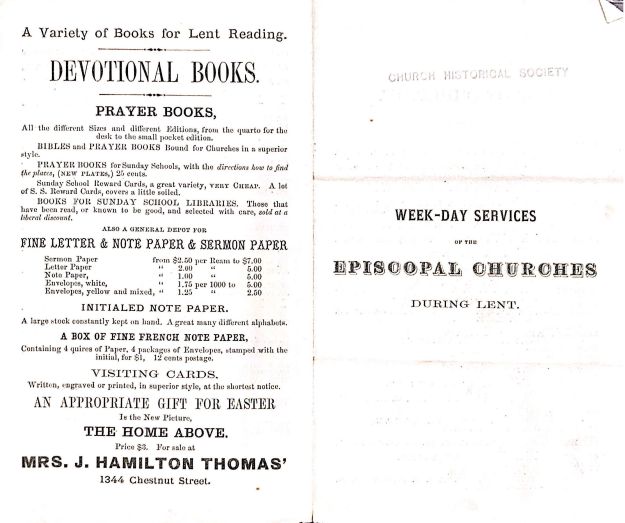 A Variety of Books for Lent Reading.
DEVOTIONAL BOOKS.
PRAYER BOOKS,
All the different Sizes and different Editions, from the quarto for the
desk to the small pocket edition.
BIBLES and PRAYER BOOKS Bound for Churches in a superior
style.
PRAYER BOOKS for Sunday Schools, with the directions how to find
the places, (NEW PLATES,) 25 cents.
Sunday School Reward Cards, a great variety, VERY CHEAP. A lot
of S. S. Reward Cards, covers a little soiled.
BOOKS FOR SUNDAY SCHOOL LIBRARIES. Those that
have been read, or known to be good, and selected with care, sold at a
liberal discount.
ALSO A GENERAL DEPOT FOR
FINE LETTER & NOTE PAPER & SERMON PAPER
Sermon Paper from $2.50 per Ream to $7.00
Letter Paper " 2.00 " 5.00
Note Paper, " 1.00 " 5.00
Envelopes, white, " 1.75 per 1000 to 5.00
Envelopes, yellow and mixed, " 1.25 " 2.50
INITIALED NOTE PAPER.
A large stock constantly kept on hand. A great many different alphabets.
A BOX OF FINE FRENCH NOTE PAPER,
Containing 4 quires of Paper, 4 packages of Envelopes, stamped with the
initial, for $1, 12 cents postage.
VISITING CARDS.
Written, engraved or printed, in superior style, at the shortest notice.
AN APPROPRIATE GIFT FOR EASTER
Is the New Picture,
THE HOME ABOVE.
Price $3. For sale at
MRS. J. HAMILTON THOMAS'
1344 Chestnut Street.
CHURCH HISTORICAL SOCIETY
WEEK-DAY SERVICES
OF THE
EPISCOPAL CHURCHES
DURING LENT.